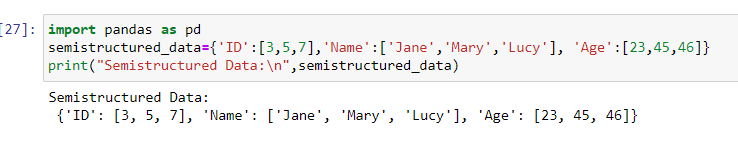 [27]: import pandas as pd
semistructured_data={'ID':[3,5,7],'Name':['Jane','Mary','Lucy'], 'Age':[23,45,46]}
print("Semistructured Data:\n",semistructured_data)
Semistructured Data:
 {'ID': [3, 5, 7], 'Name': ['Jane', 'Mary', 'Lucy'], 'Age': [23, 45, 46]}